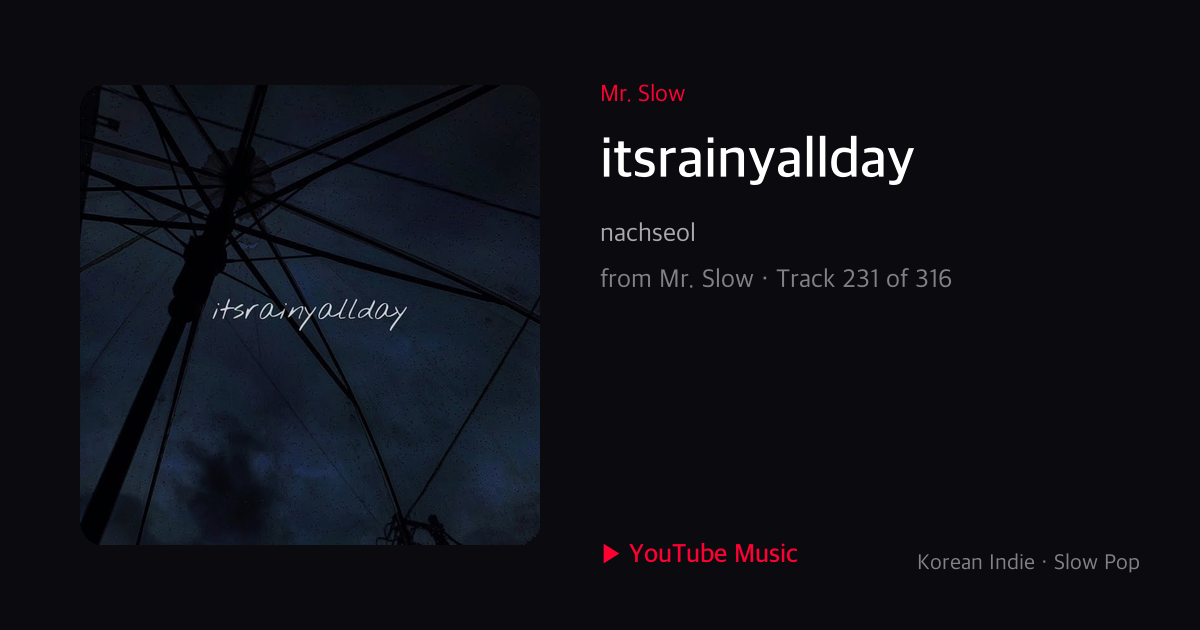 itsrainyallday
Mr. Slow
itsrainyallday
nachseol
from Mr. Slow · Track 231 of 316
YouTube Music
Korean Indie · Slow Pop